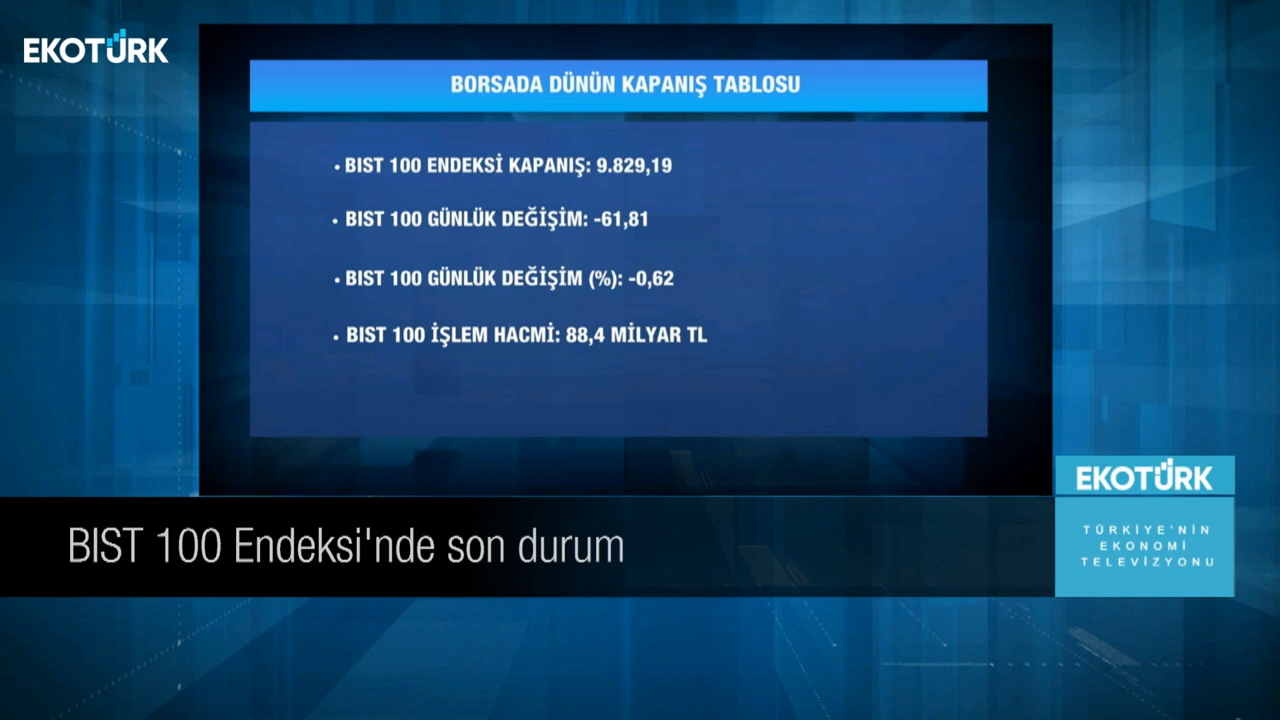 EKOTÜRK
BORSADA DÜNÜN KAPANIŞ TABLOSU
• BIST 100 ENDEKSİ KAPANIŞ: 9.829,19
• BIST 100 GÜNLÜK DEĞİŞİM: -61,81
• BIST 100 GÜNLÜK DEĞİŞİM (%): -0,62
• BIST 100 İŞLEM HACMİ: 88,4 MİLYAR TL
BIST 100 Endeksi'nde son durum
EKOTÜRK
TÜRKİYE'NİN
EKONOMİ
TELEVİZYONU